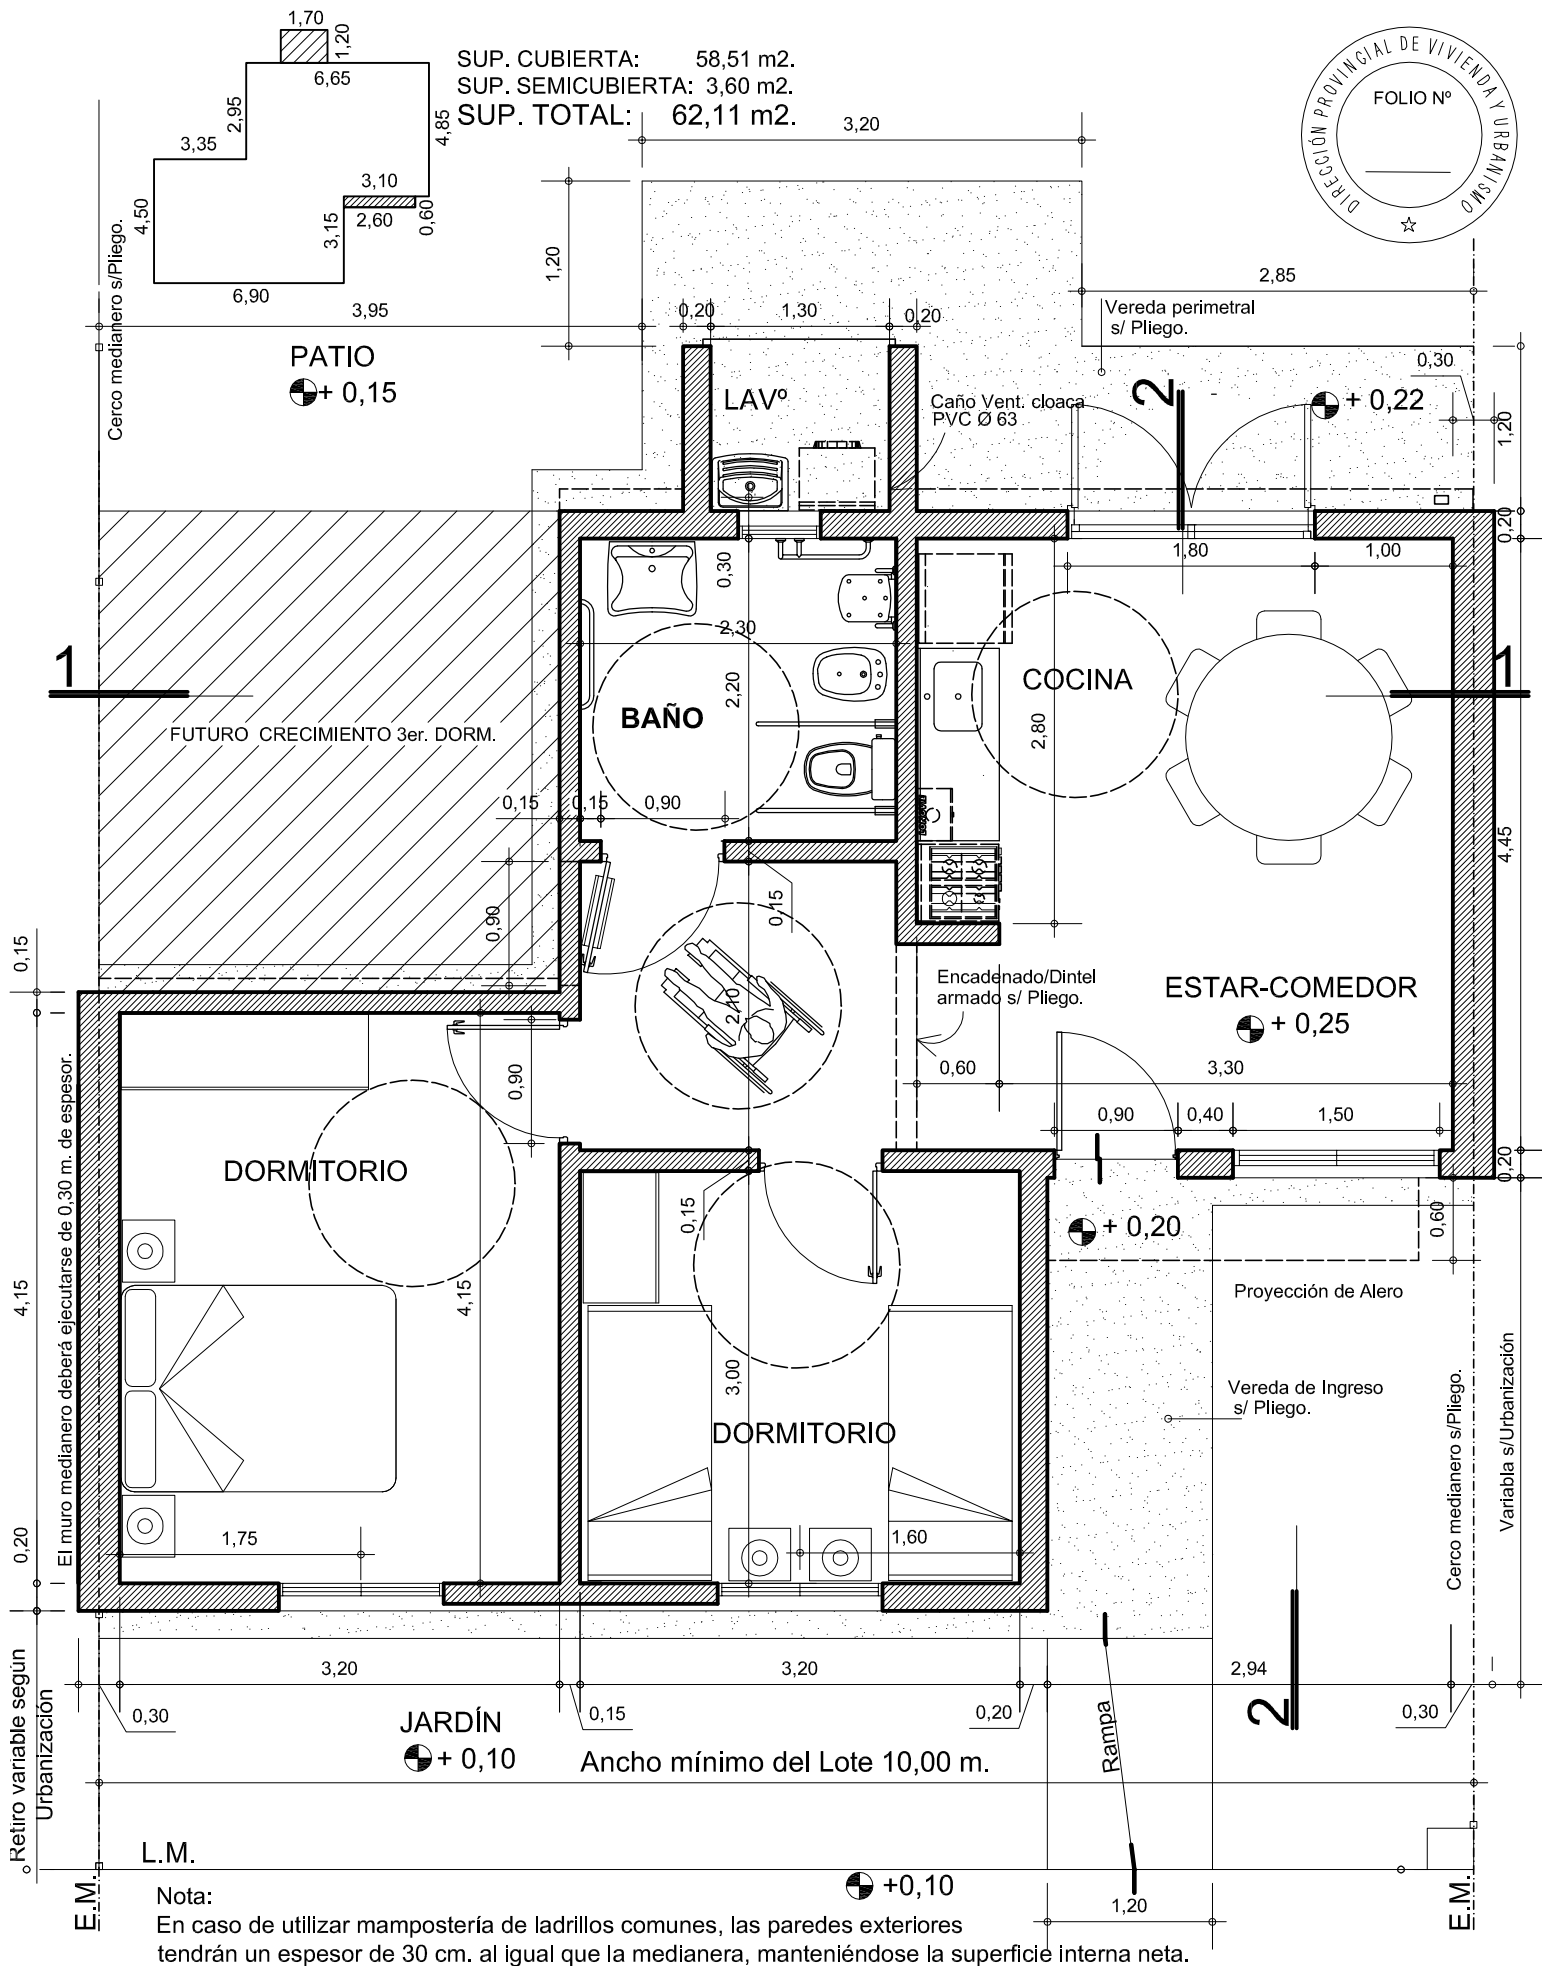 1,70
1,20
6,65
2,95
4,85
3,35
3,10
4,50
3,15
2,60
0,60
6,90
SUP. CUBIERTA: 58,51 m2.
SUP. SEMICUBIERTA: 3,60 m2.
SUP. TOTAL: 62,11 m2.
DIRECCIÓN PROVINCIAL DE VIVIENDA Y URBANISMO
FOLIO Nº
3,20
1,20
2,85
Cerco medianero s/Pliego.
3,95
0,20
1,30
0,20
Vereda perimetral
s/ Pliego.
PATIO
+ 0,15
LAVº
Caño Vent. cloaca
PVC Ø 63
2
+ 0,22
0,30
1,20
0,20
1,80
1,00
0,30
2,30
2,20
1
FUTURO CRECIMIENTO 3er. DORM.
BAÑO
COCINA
2,80
1
0,15
0,15
0,90
4,45
0,90
0,15
0,15
Encadenado/Dintel
armado s/ Pliego.
ESTAR-COMEDOR
+ 0,25
2,10
0,90
0,60
3,30
0,90
0,40
1,50
El muro medianero deberá ejecutarse de 0,30 m. de espesor.
DORMITORIO
0,15
+ 0,20
0,60
0,20
Proyección de Alero
4,15
4,15
3,00
Vereda de Ingreso
s/ Pliego.
DORMITORIO
Cerco medianero s/Pliego.
Variabla s/Urbanización
0,20
1,75
1,60
3,20
3,20
2,94
0,30
0,15
0,20
0,30
Retiro variable según
Urbanización
JARDÍN
+ 0,10
Ancho mínimo del Lote 10,00 m.
Rampa
2
L.M.
E.M.
+0,10
1,20
E.M.
Nota:
En caso de utilizar mampostería de ladrillos comunes, las paredes exteriores
tendrán un espesor de 30 cm. al igual que la medianera, manteniéndose la superficie interna neta.